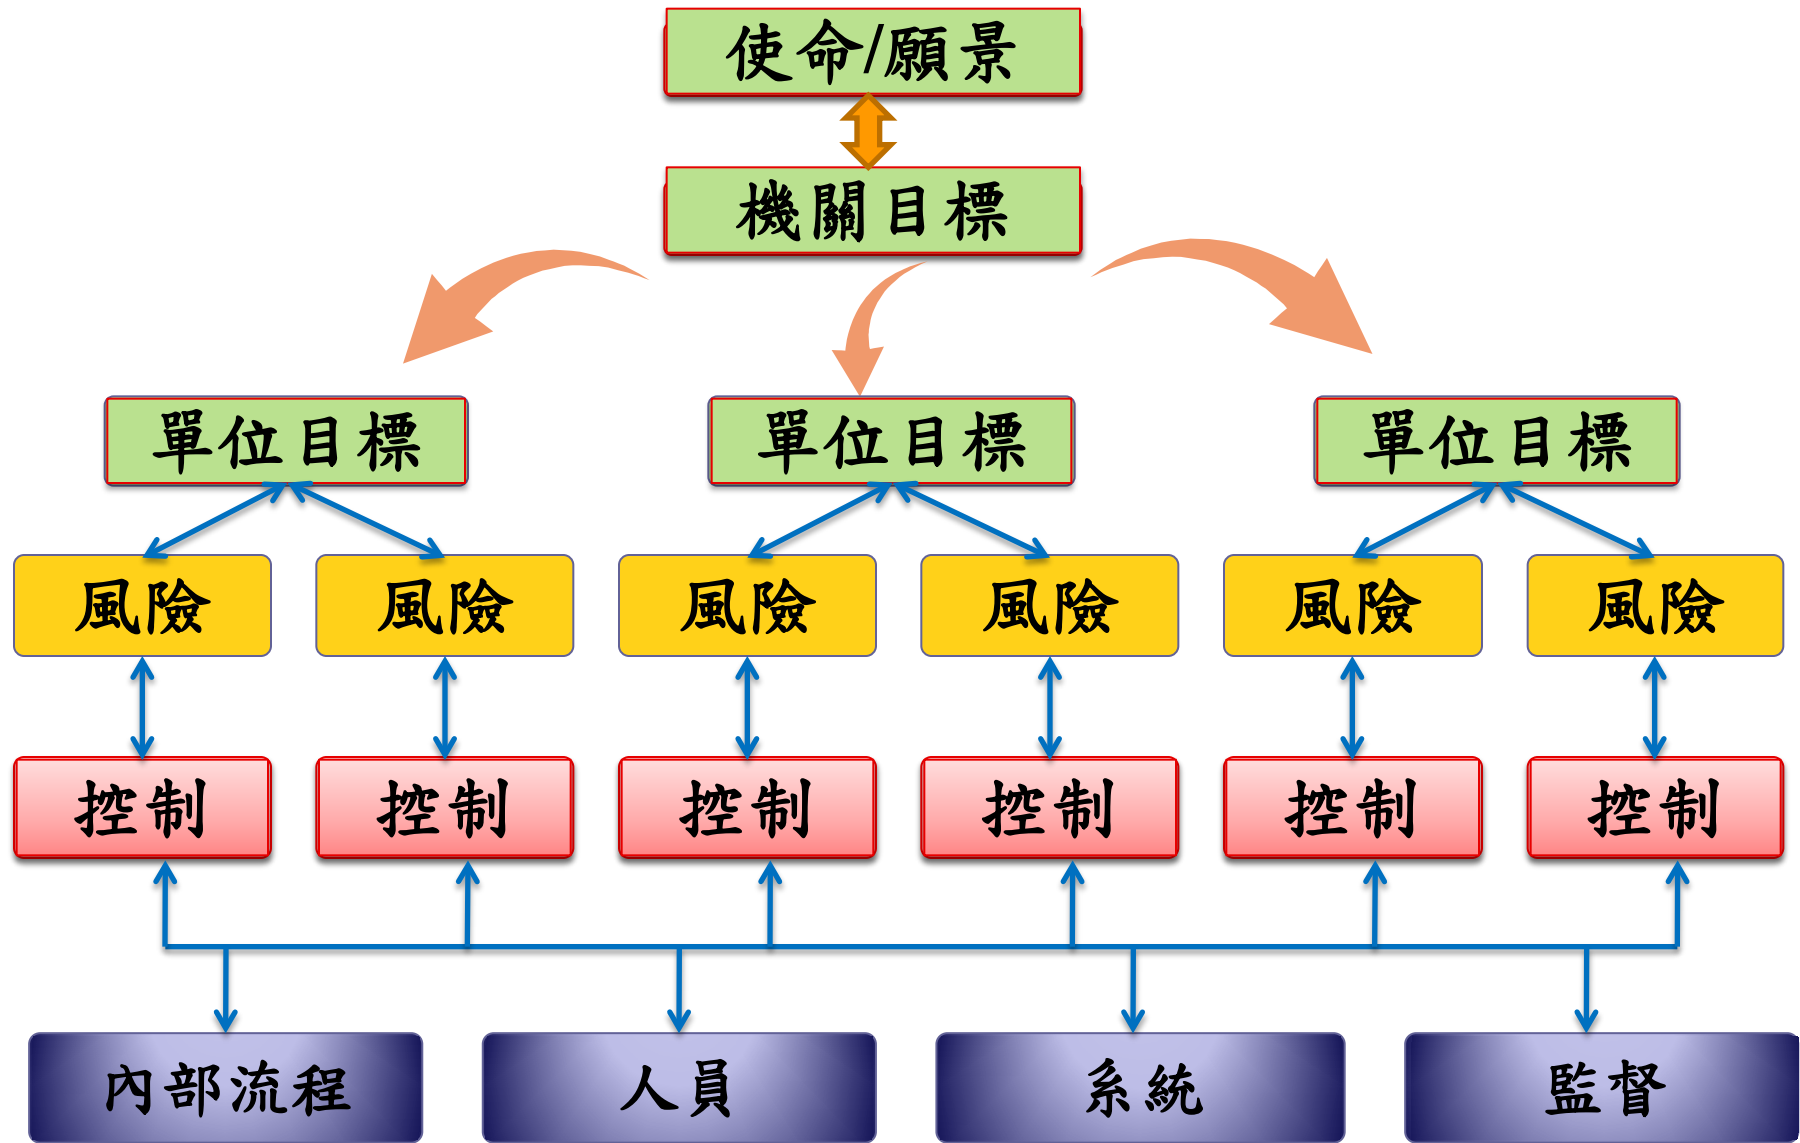 使命/願景
機關目標
單位目標 單位目標 單位目標
風險 風險 風險 風險 風險 風險
控制 控制 控制 控制 控制 控制
內部流程 人員 系統 監督